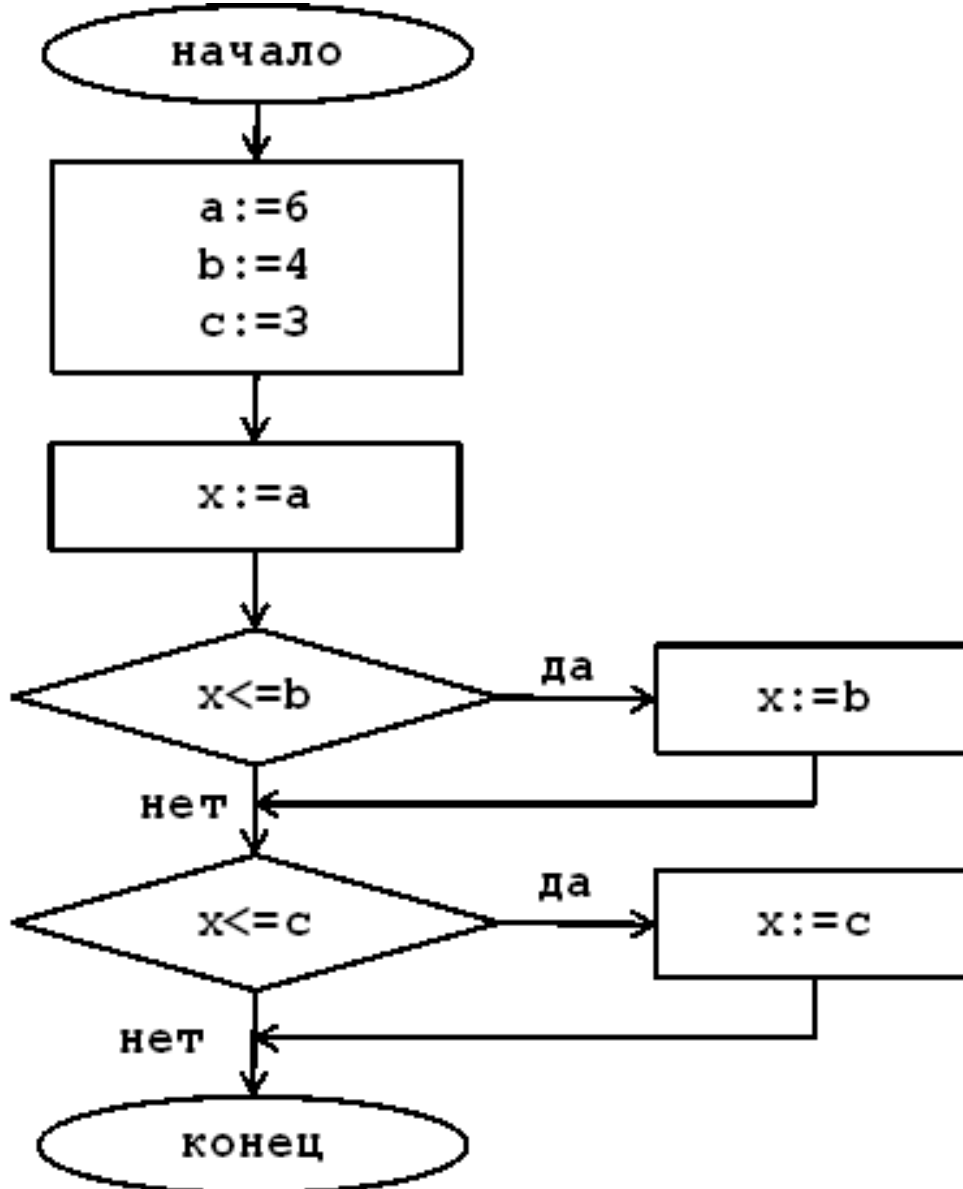 начало
a:=6
b:=4
c:=3
x:=a
x<=b
да
x:=b
нет
x<=c
да
x:=c
нет
конец